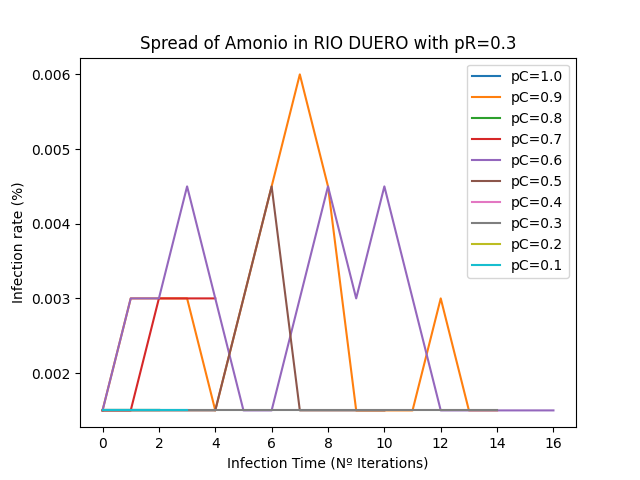 Spread of Amonio in RIO DUERO with pR=0.3
0.006
0.005
0.004
0.003
0.002
Infection rate (%)
0 2 4 6 8 10 12 14 16
Infection Time (Nº Iterations)
pC=1.0
pC=0.9
pC=0.8
pC=0.7
pC=0.6
pC=0.5
pC=0.4
pC=0.3
pC=0.2
pC=0.1